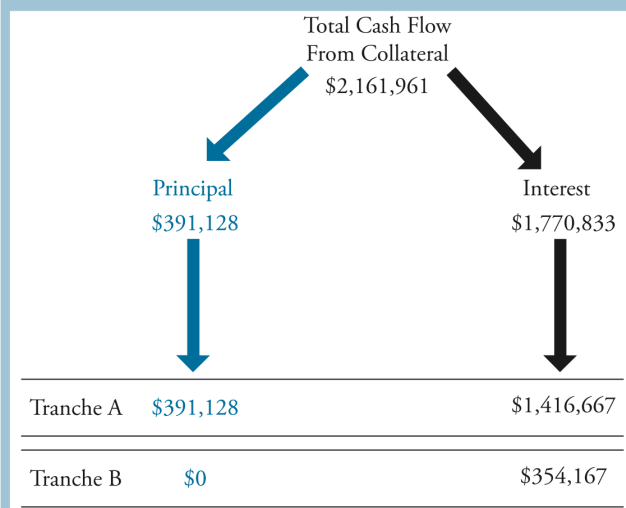 Total Cash Flow
From Collateral
$2,161,961
Principal
$391,128
Interest
$1,770,833
Tranche A $391,128 $1,416,667
Tranche B $0 $354,167